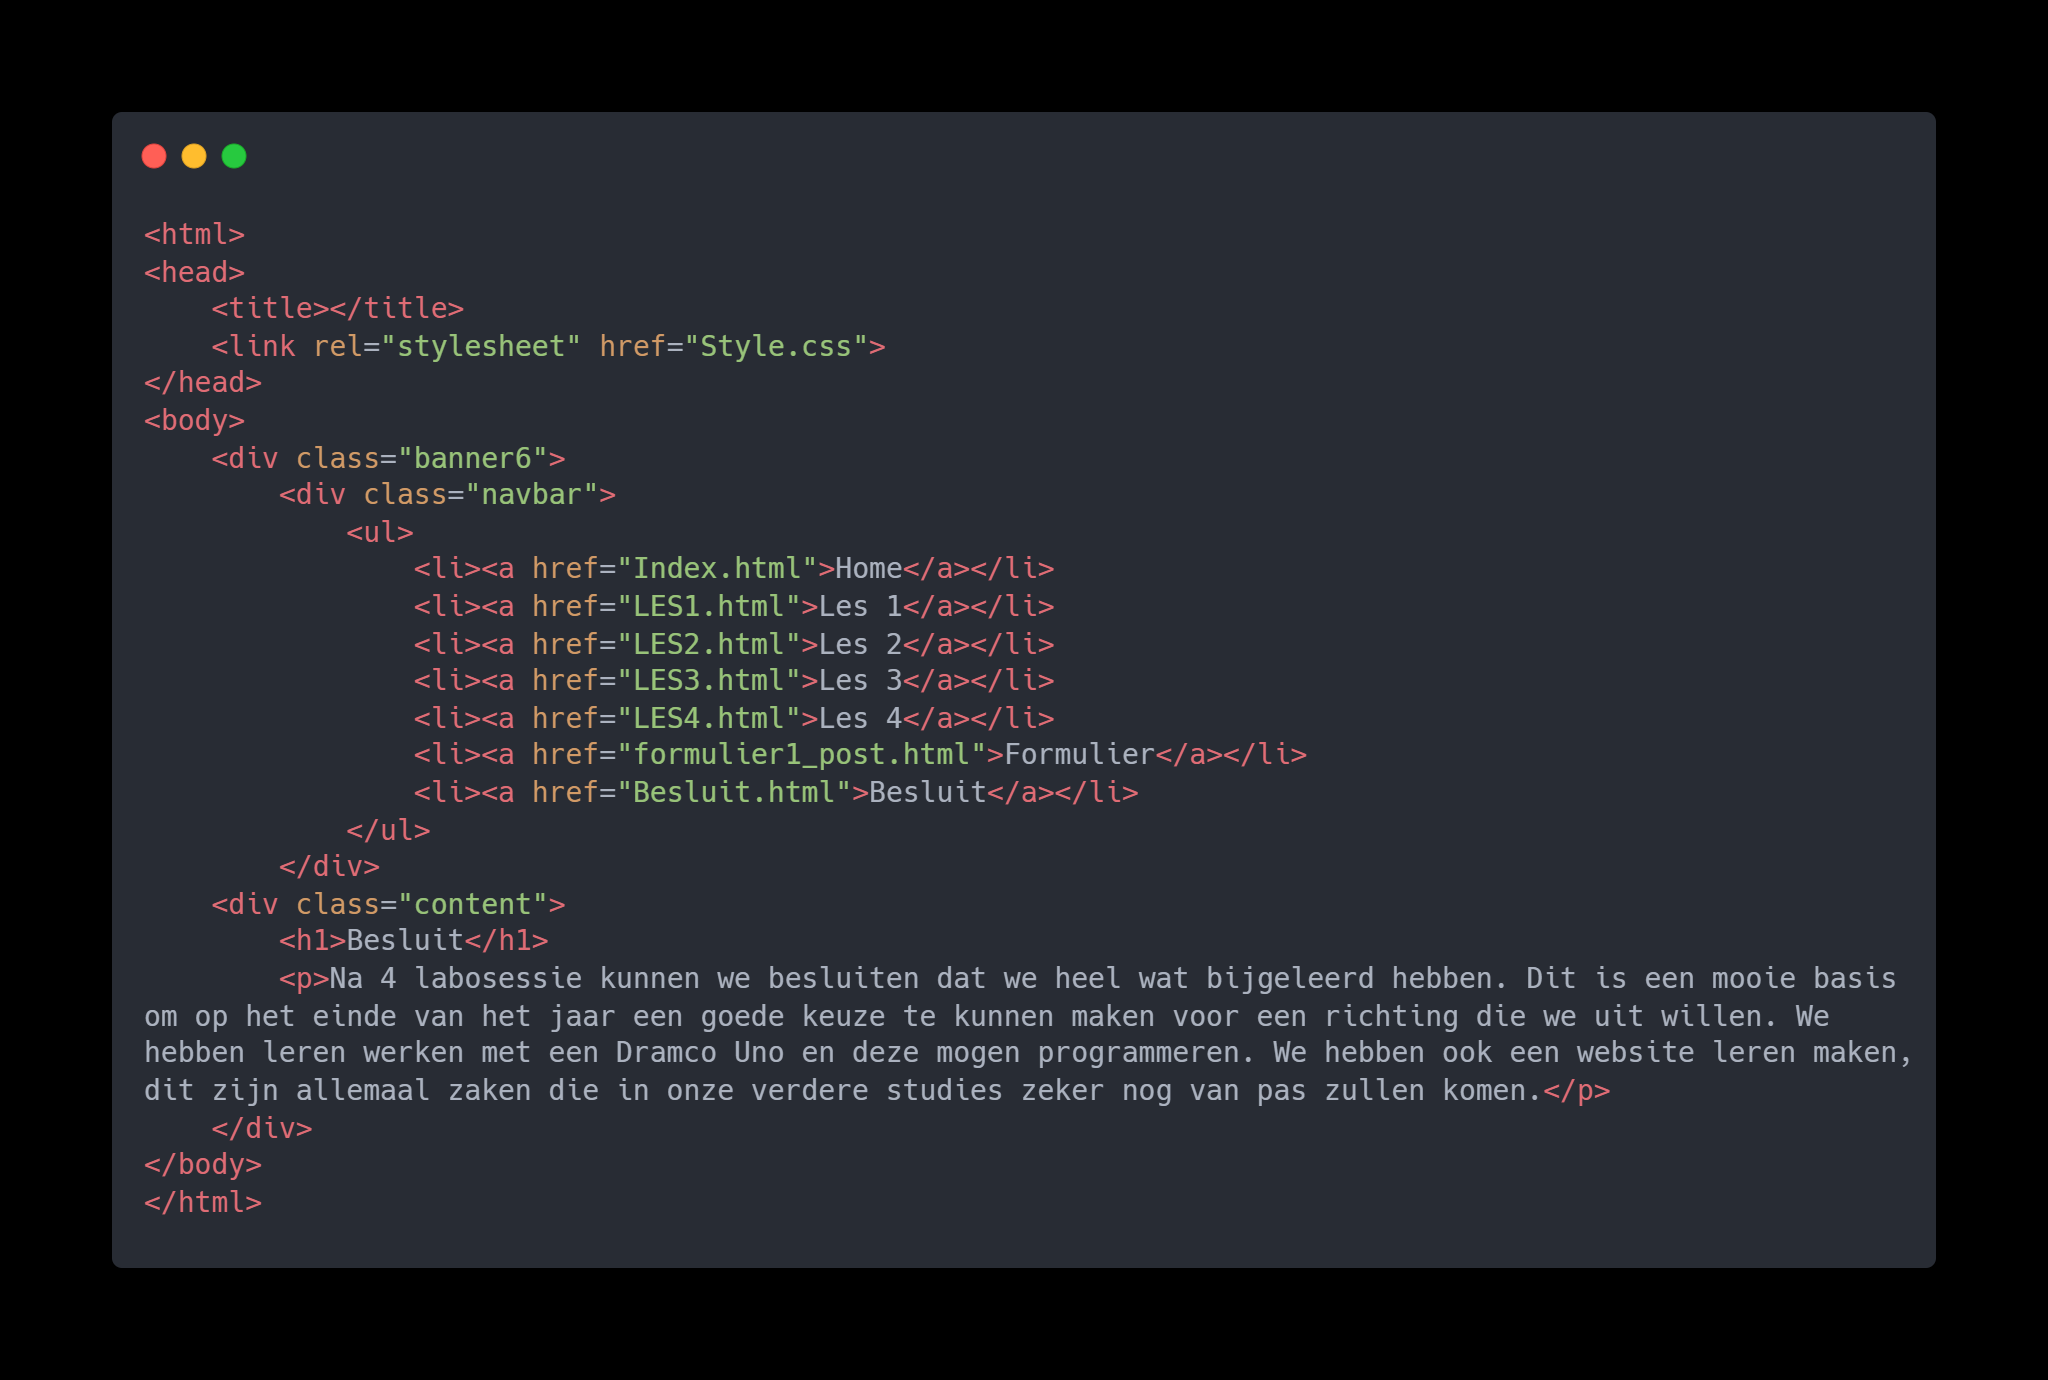 <html>
<head>
    <title></title>
    <link rel="stylesheet" href="Style.css">
</head>
<body>
    <div class="banner6">
        <div class="navbar">
            <ul>
                <li><a href="Index.html">Home</a></li>
                <li><a href="LES1.html">Les 1</a></li>
                <li><a href="LES2.html">Les 2</a></li>
                <li><a href="LES3.html">Les 3</a></li>
                <li><a href="LES4.html">Les 4</a></li>
                <li><a href="formulier1_post.html">Formulier</a></li>
                <li><a href="Besluit.html">Besluit</a></li>
            </ul>
        </div>
    <div class="content">
        <h1>Besluit</h1>
        <p>Na 4 labosessie kunnen we besluiten dat we heel wat bijgeleerd hebben. Dit is een mooie basis
om op het einde van het jaar een goede keuze te kunnen maken voor een richting die we uit willen. We
hebben leren werken met een Dramco Uno en deze mogen programmeren. We hebben ook een website leren maken,
dit zijn allemaal zaken die in onze verdere studies zeker nog van pas zullen komen.</p>
    </div>
</body>
</html>